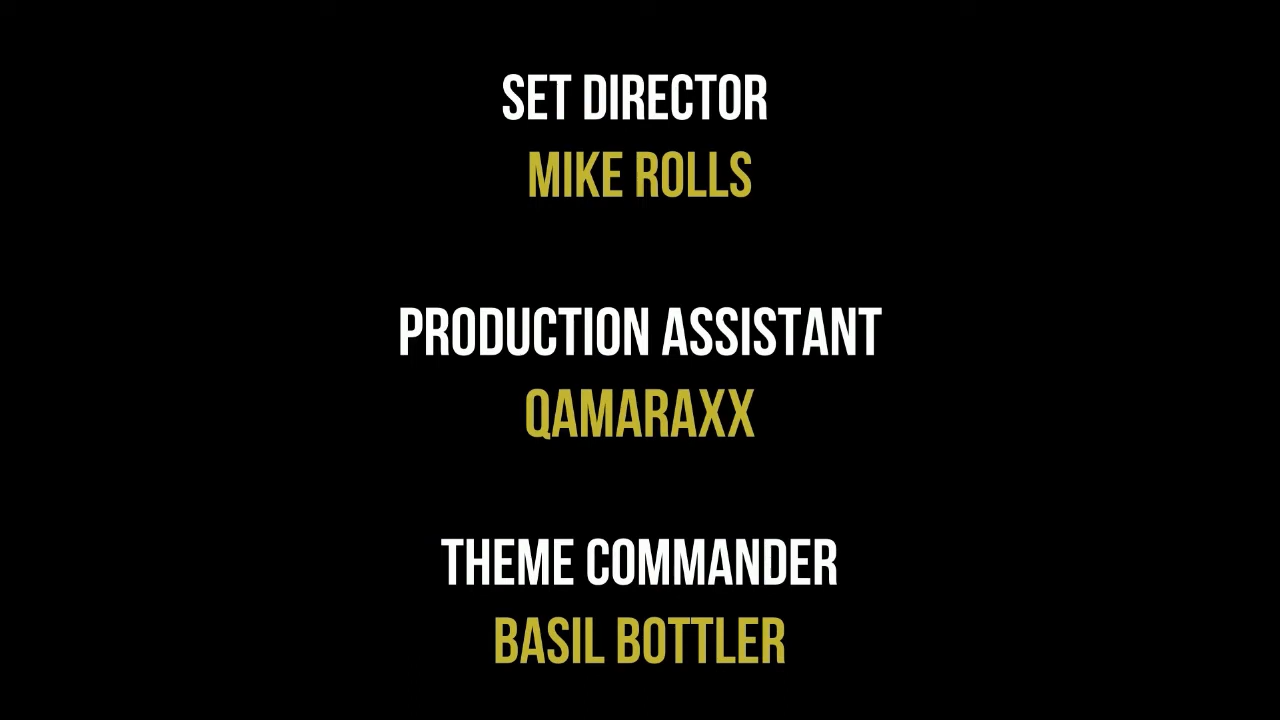 SET DIRECTOR
MIKE ROLLS
PRODUCTION ASSISTANT
QAMARAXX
THEME COMMANDER
BASIL BOTTLER